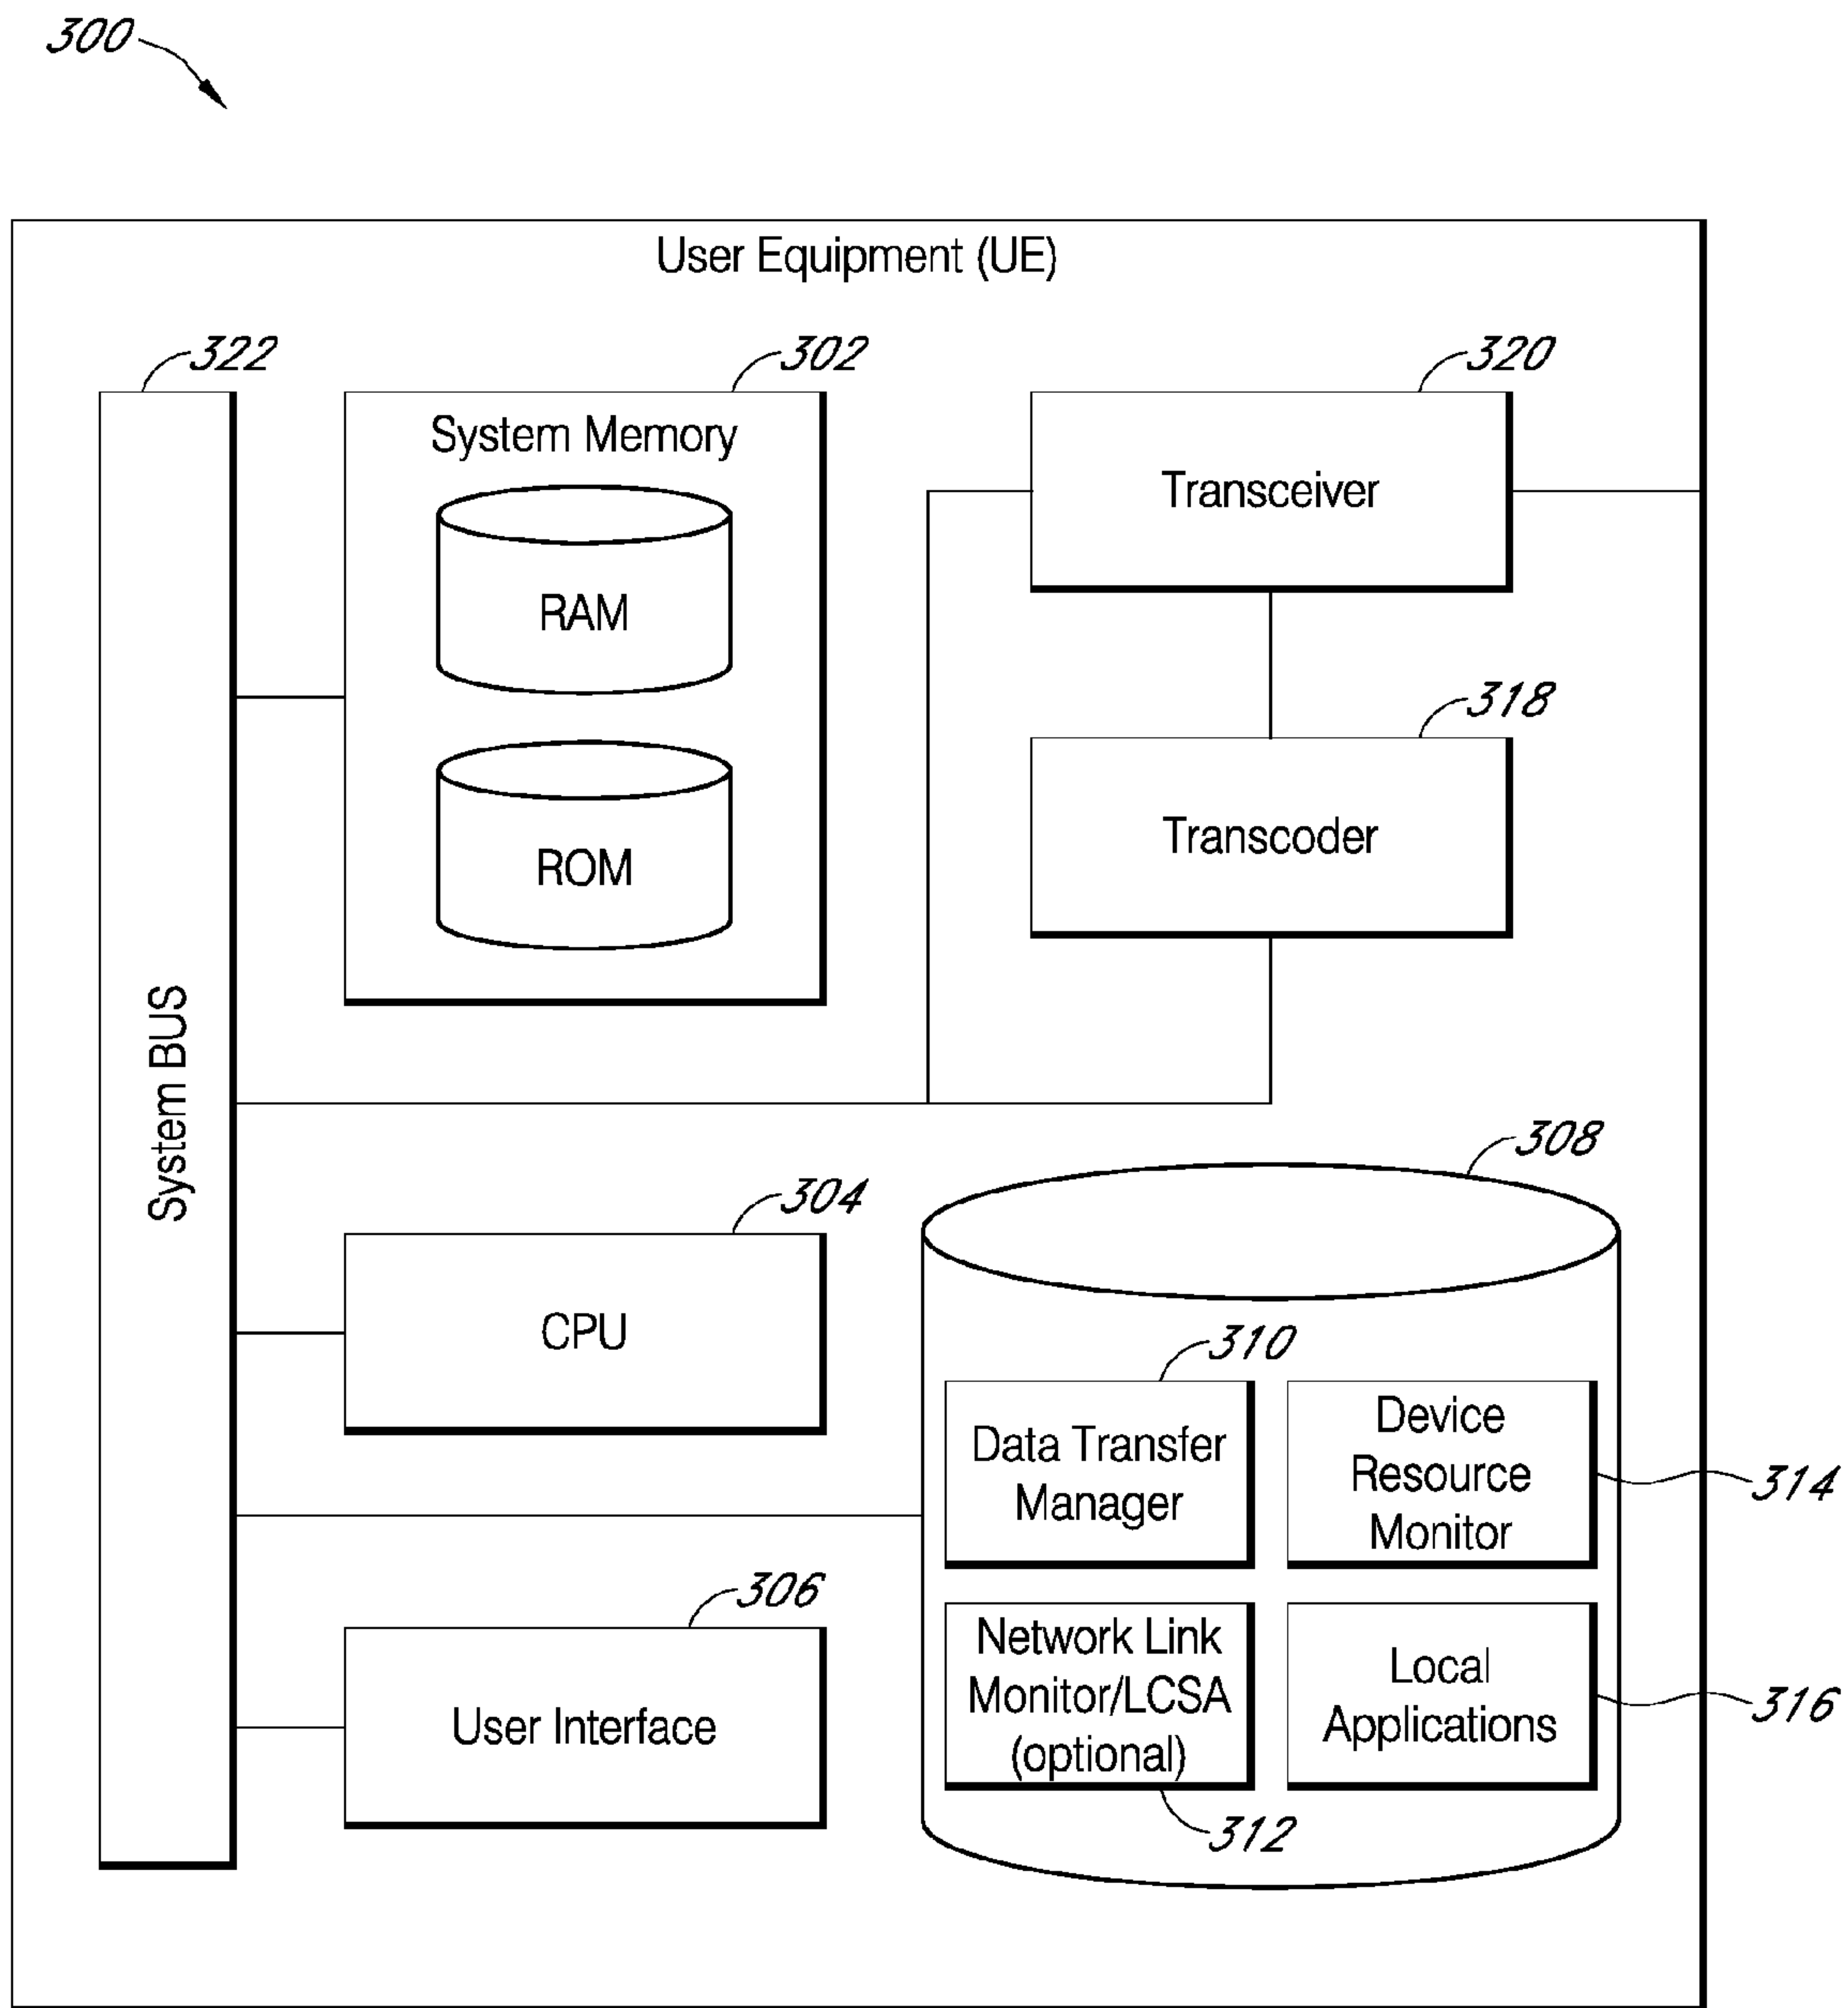 300
User Equipment (UE)
322
302
320
System Memory
Transceiver
RAM
318
Transcoder
ROM
System BUS
308
304
CPU
310
Data Transfer
Manager
Device
Resource
Monitor
314
306
User Interface
Network Link
Monitor/LCSA
(optional)
Local
Applications
316
312